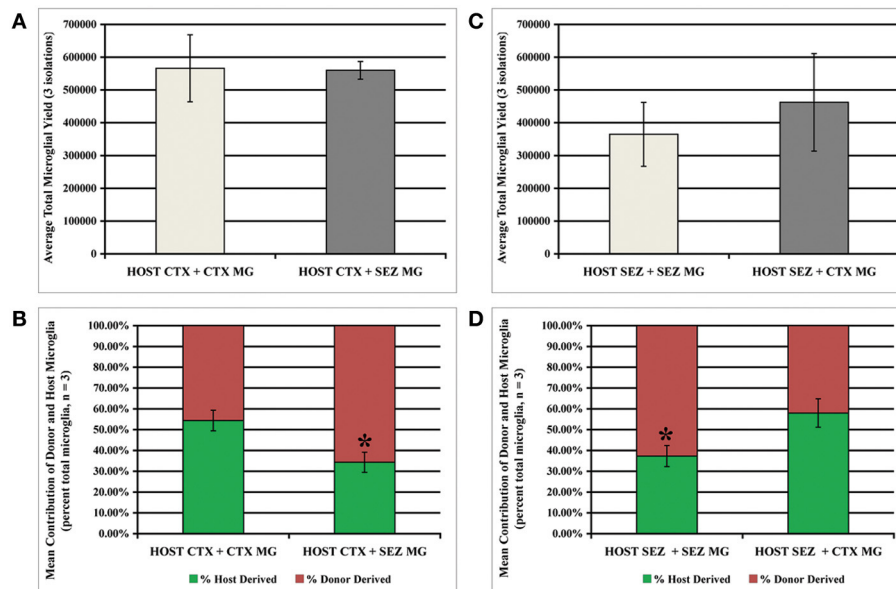 A
Average Total Microglial Yield (3 isolations)
700000
600000
500000
400000
300000
200000
100000
0
HOST CTX + CTX MG
HOST CTX + SEZ MG
C
Average Total Microglial Yield (3 isolations)
700000
600000
500000
400000
300000
200000
100000
0
HOST SEZ + SEZ MG
HOST SEZ + CTX MG
B
Mean Contribution of Donor and Host Microglia
(percent total microglia, n = 3)
100.00%
90.00%
80.00%
70.00%
60.00%
50.00%
40.00%
30.00%
20.00%
10.00%
0.00%
*
HOST CTX + CTX MG
HOST CTX + SEZ MG
% Host Derived
% Donor Derived
D
Mean Contribution of Donor and Host Microglia
(percent total microglia, n = 3)
100.00%
90.00%
80.00%
70.00%
60.00%
50.00%
40.00%
30.00%
20.00%
10.00%
0.00%
*
HOST SEZ + SEZ MG
HOST SEZ + CTX MG
% Host Derived
% Donor Derived